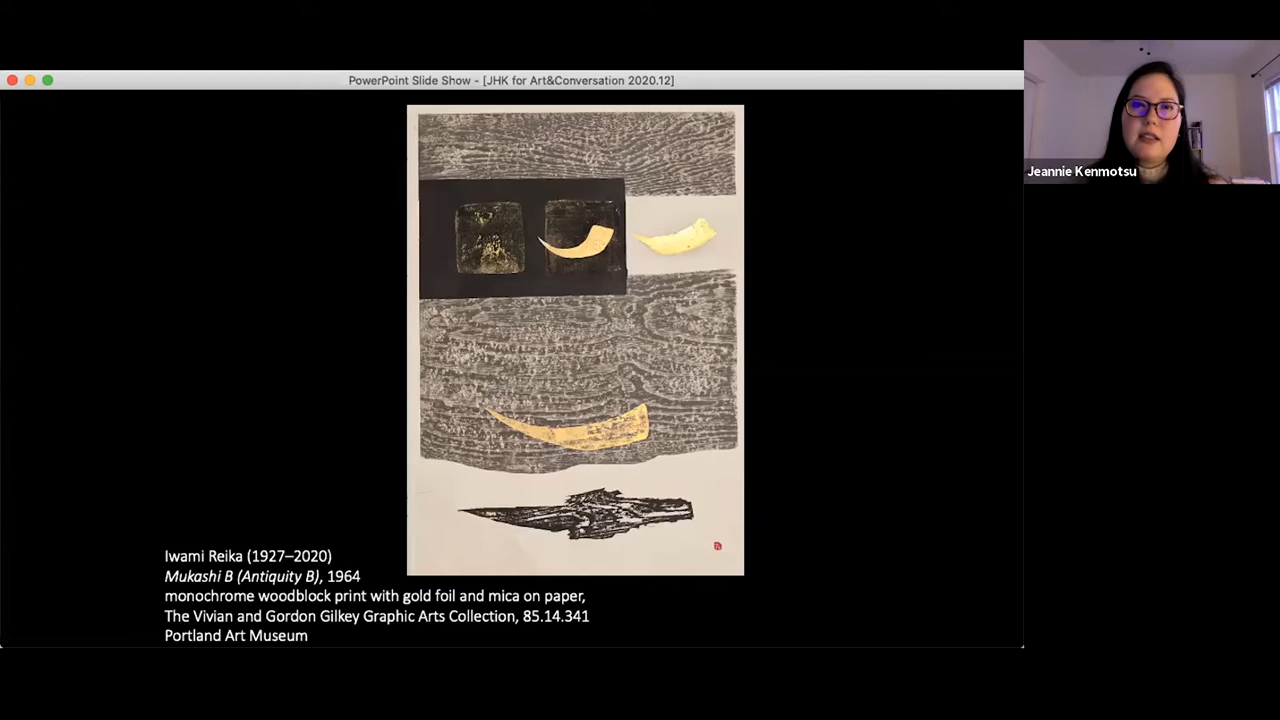 PowerPoint Slide Show - [JHK for Art&Conversation 2020.12]
Jeannie Kenmotsu
Iwami Reika (1927–2020)
Mukashi B (Antiquity B), 1964
monochrome woodblock print with gold foil and mica on paper,
The Vivian and Gordon Gilkey Graphic Arts Collection, 85.14.341
Portland Art Museum